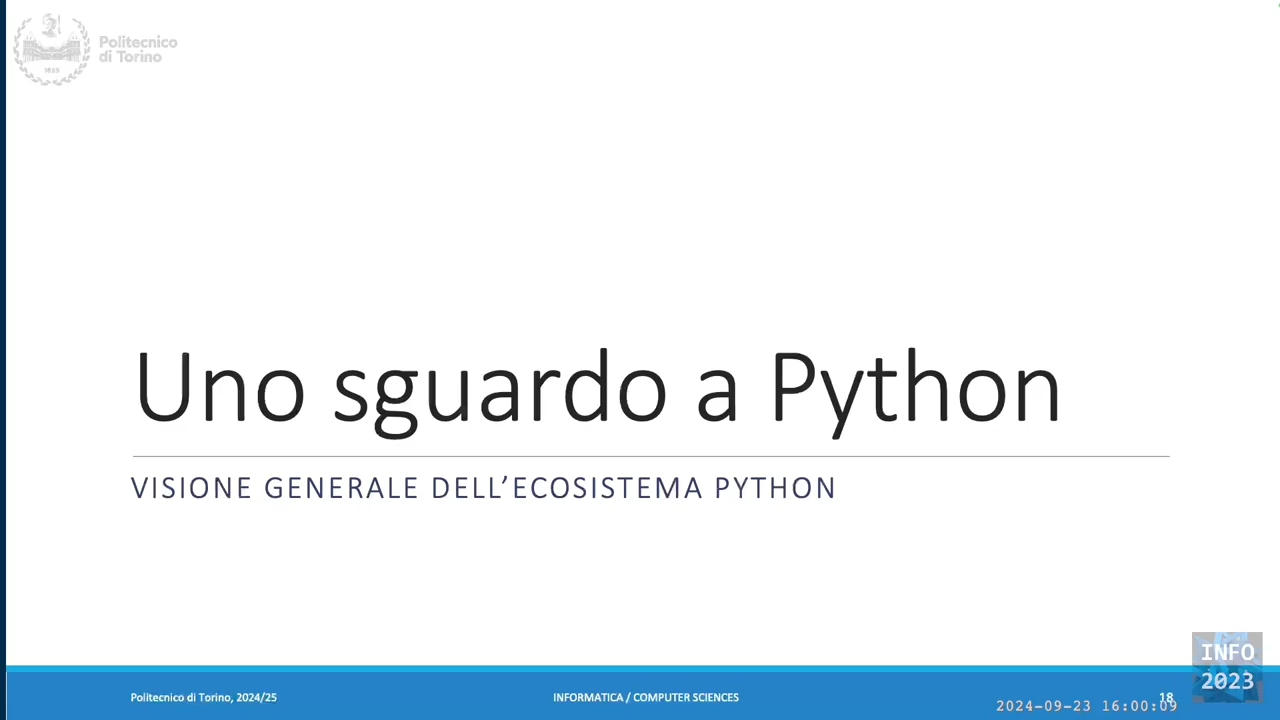 Politecnico
di Torino
1859
Uno sguardo a Python
VISIONE GENERALE DELL’ECOSISTEMA PYTHON
INFO
2023
Politecnico di Torino, 2024/25
INFORMATICA / COMPUTER SCIENCES
18
2024-09-23 16:00:09